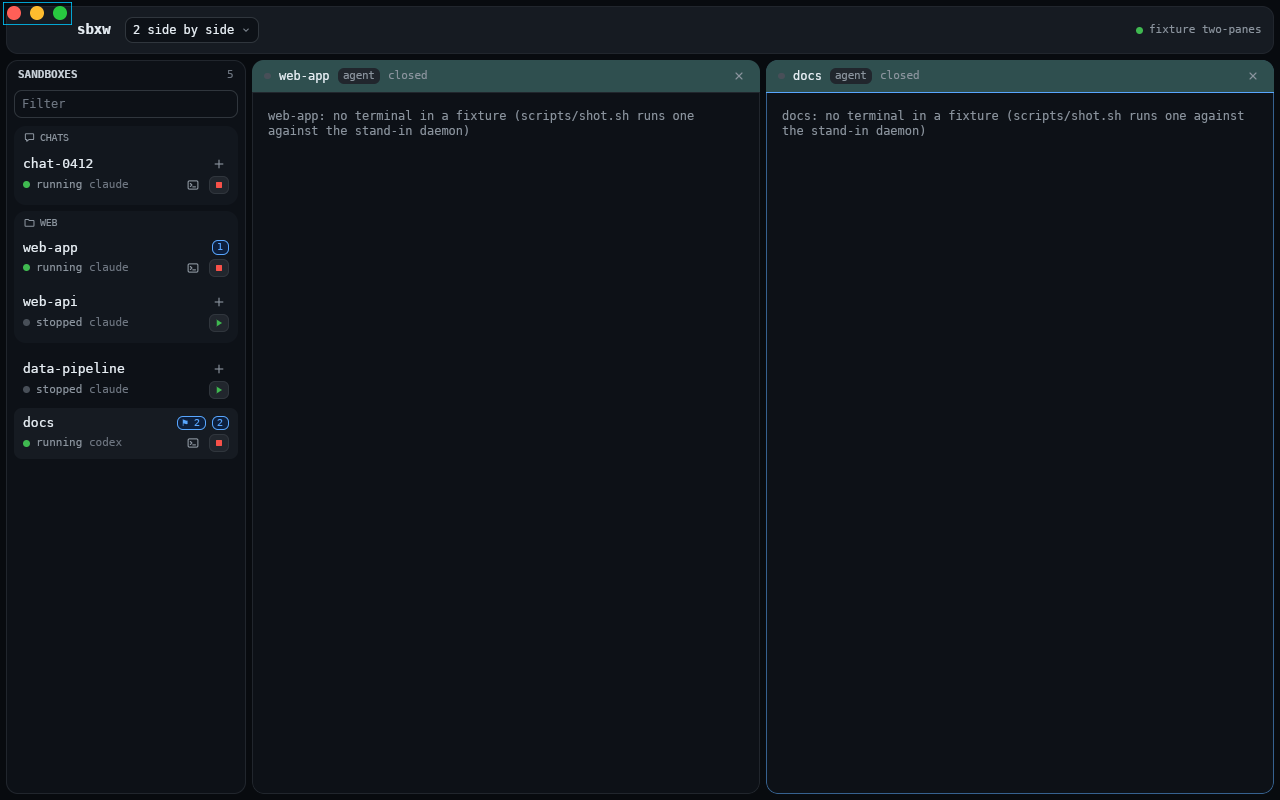 sbxw
2 side by side
fixture two-panes
SANDBOXES 5
Filter
CHATS
chat-0412
running claude
WEB
web-app 1
running claude
web-api
stopped claude
data-pipeline
stopped claude
docs 2 2
running codex
web-app agent closed
web-app: no terminal in a fixture (scripts/shot.sh runs one
against the stand-in daemon)
docs agent closed
docs: no terminal in a fixture (scripts/shot.sh runs one against
the stand-in daemon)